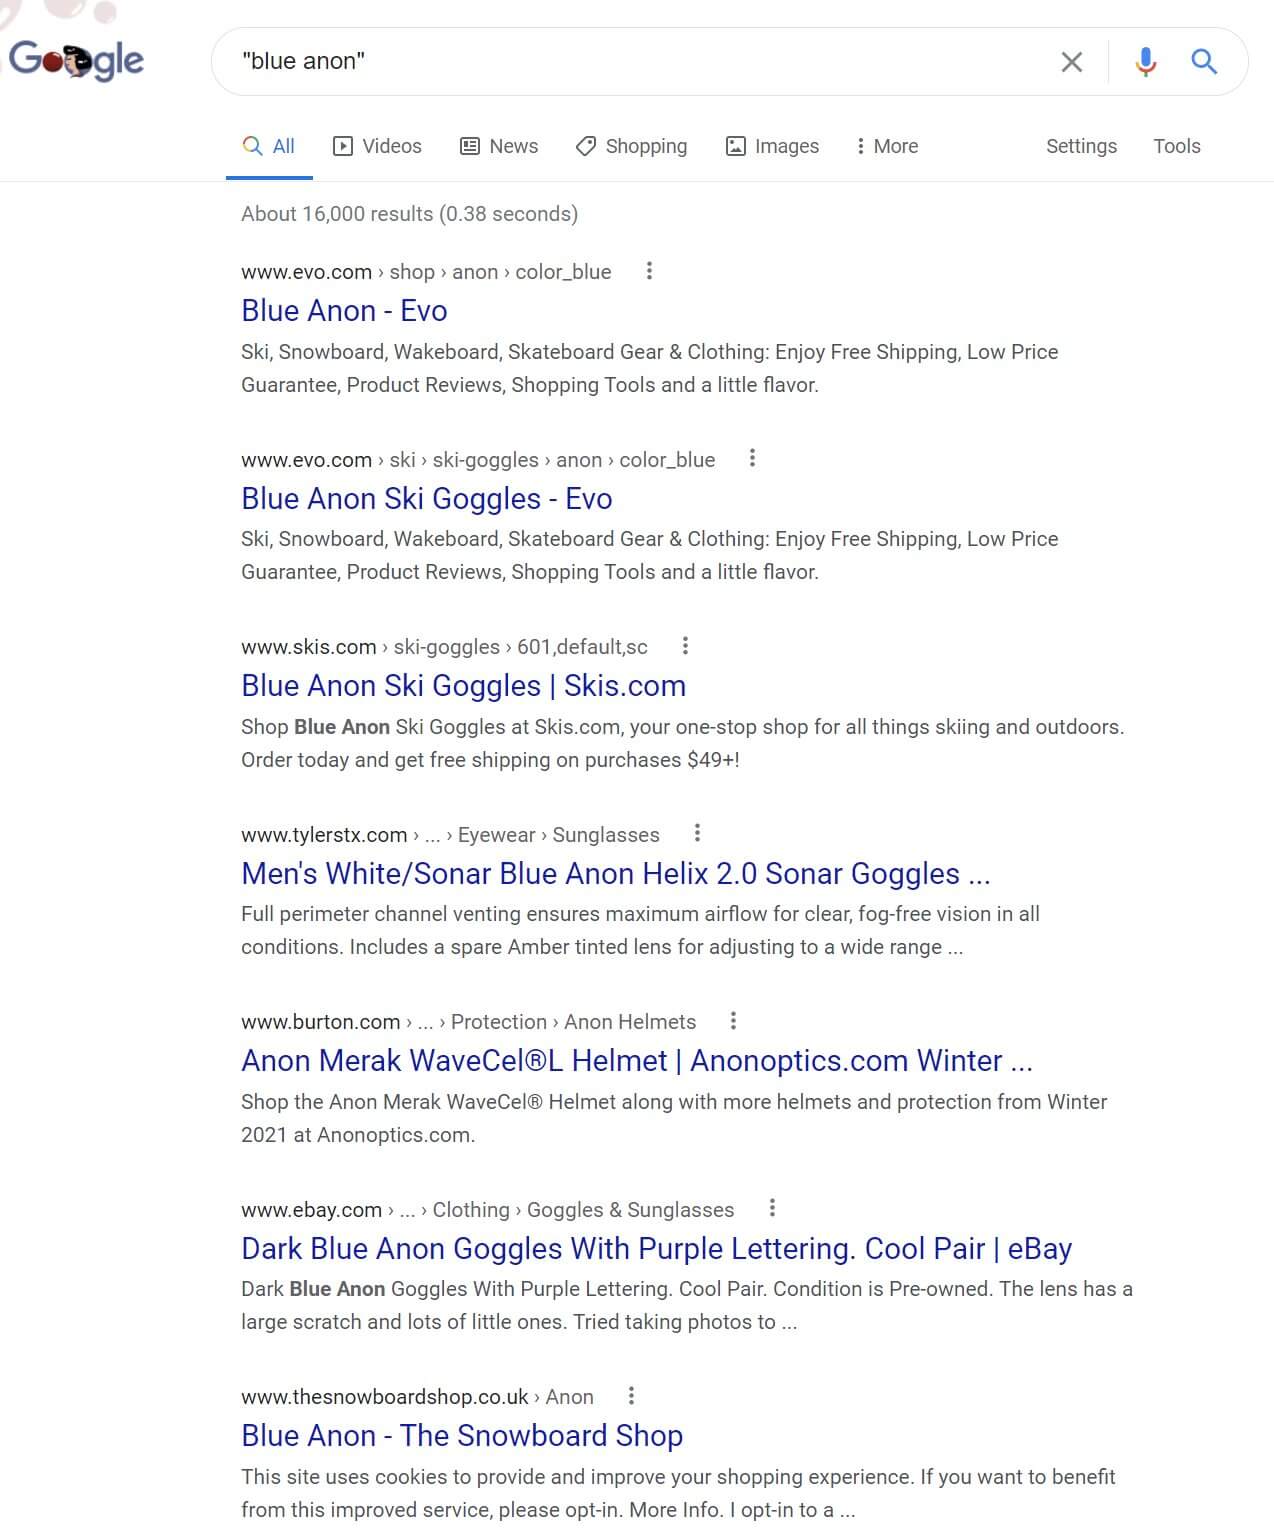 Google
"blue anon"
All Videos News Shopping Images More Settings Tools
About 16,000 results (0.38 seconds)
www.evo.com › shop › anon › color_blue
Blue Anon - Evo
Ski, Snowboard, Wakeboard, Skateboard Gear & Clothing: Enjoy Free Shipping, Low Price
Guarantee, Product Reviews, Shopping Tools and a little flavor.
www.evo.com › ski › ski-goggles › anon › color_blue
Blue Anon Ski Goggles - Evo
Ski, Snowboard, Wakeboard, Skateboard Gear & Clothing: Enjoy Free Shipping, Low Price
Guarantee, Product Reviews, Shopping Tools and a little flavor.
www.skis.com › ski-goggles › 601,default,sc
Blue Anon Ski Goggles | Skis.com
Shop Blue Anon Ski Goggles at Skis.com, your one-stop shop for all things skiing and outdoors.
Order today and get free shipping on purchases $49+!
www.tylerstx.com › ... › Eyewear › Sunglasses
Men's White/Sonar Blue Anon Helix 2.0 Sonar Goggles ...
Full perimeter channel venting ensures maximum airflow for clear, fog-free vision in all
conditions. Includes a spare Amber tinted lens for adjusting to a wide range ...
www.burton.com › ... › Protection › Anon Helmets
Anon Merak WaveCel®L Helmet | Anonoptics.com Winter ...
Shop the Anon Merak WaveCel® Helmet along with more helmets and protection from Winter
2021 at Anonoptics.com.
www.ebay.com › ... › Clothing › Goggles & Sunglasses
Dark Blue Anon Goggles With Purple Lettering. Cool Pair | eBay
Dark Blue Anon Goggles With Purple Lettering. Cool Pair. Condition is Pre-owned. The lens has a
large scratch and lots of little ones. Tried taking photos to ...
www.thesnowboardshop.co.uk › Anon
Blue Anon - The Snowboard Shop
This site uses cookies to provide and improve your shopping experience. If you want to benefit
from this improved service, please opt-in. More Info. I opt-in to a ...